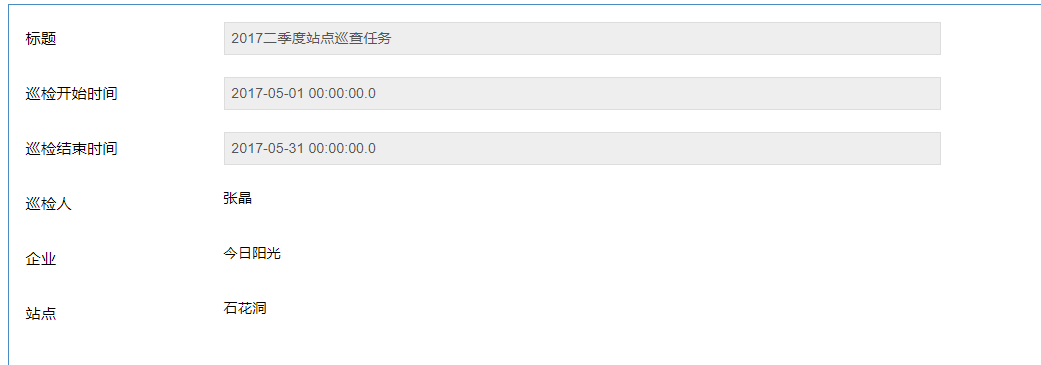 标题 2017二季度站点巡查任务
巡检开始时间 2017-05-01 00:00:00.0
巡检结束时间 2017-05-31 00:00:00.0
巡检人 张晶
企业 今日阳光
站点 石花洞